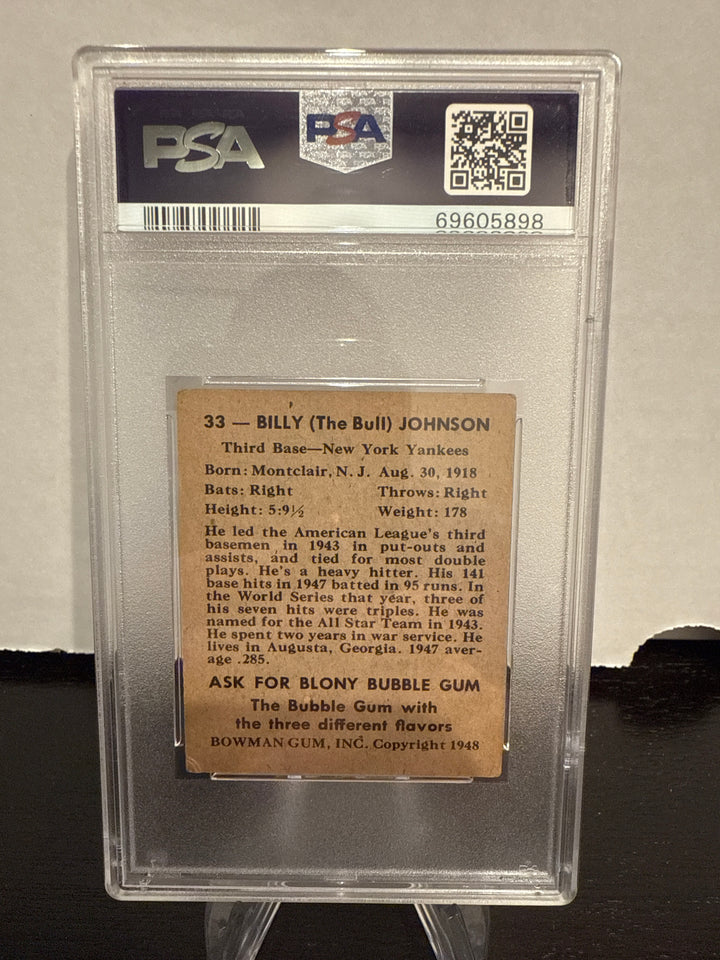 PSA
PSA
69605898
33 — BILLY (The Bull) JOHNSON
Third Base—New York Yankees
Born: Montclair, N. J. Aug. 30, 1918
Bats: Right Throws: Right
Height: 5:9½ Weight: 178
He led the American League's third
basemen in 1943 in put-outs and
assists, and tied for most double
plays. He's a heavy hitter. His 141
base hits in 1947 batted in 95 runs. In
the World Series that year, three of
his seven hits were triples. He was
named for the All Star Team in 1943.
He spent two years in war service. He
lives in Augusta, Georgia. 1947 aver-
age .285.
ASK FOR BLONY BUBBLE GUM
The Bubble Gum with
the three different flavors
BOWMAN GUM, INC. Copyright 1948